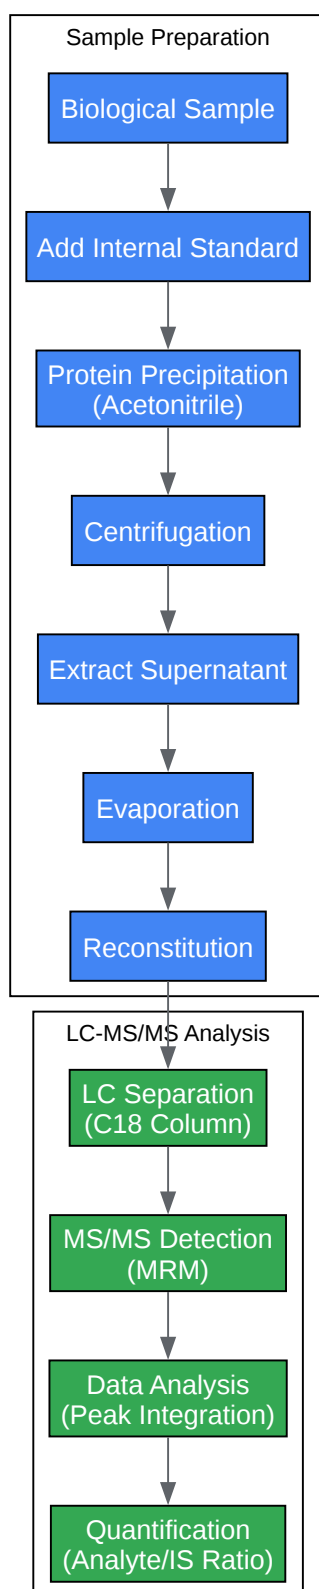 Sample Preparation
Biological Sample
Add Internal Standard
Protein Precipitation
(Acetonitrile)
Centrifugation
Extract Supernatant
Evaporation
Reconstitution
LC-MS/MS Analysis
LC Separation
(C18 Column)
MS/MS Detection
(MRM)
Data Analysis
(Peak Integration)
Quantification
(Analyte/IS Ratio)